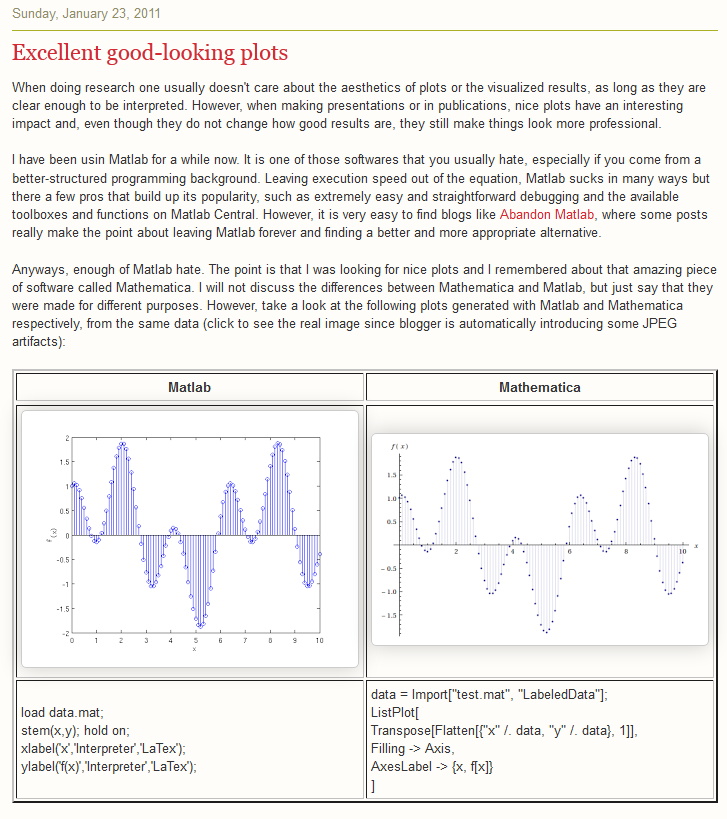 Sunday, January 23, 2011
Excellent good-looking plots
When doing research one usually doesn't care about the aesthetics of plots or the visualized results, as long as they are
clear enough to be interpreted. However, when making presentations or in publications, nice plots have an interesting
impact and, even though they do not change how good results are, they still make things look more professional.
I have been usin Matlab for a while now. It is one of those softwares that you usually hate, especially if you come from a
better-structured programming background. Leaving execution speed out of the equation, Matlab sucks in many ways but
there a few pros that build up its popularity, such as extremely easy and straightforward debugging and the available
toolboxes and functions on Matlab Central. However, it is very easy to find blogs like Abandon Matlab, where some posts
really make the point about leaving Matlab forever and finding a better and more appropriate alternative.
Anyways, enough of Matlab hate. The point is that I was looking for nice plots and I remembered about that amazing piece
of software called Mathematica. I will not discuss the differences between Mathematica and Matlab, but just say that they
were made for different purposes. However, take a look at the following plots generated with Matlab and Mathematica
respectively, from the same data (click to see the real image since blogger is automatically introducing some JPEG
artifacts):
Matlab
Mathematica
2
1.5
1
0.5
0
-0.5
-1
-1.5
-2
f(x)
0 1 2 3 4 5 6 7 8 9 10
x
f(x)
1.5
1.0
0.5
-0.5
-1.0
-1.5
2 4 6 8 10
x
load data.mat;
stem(x,y); hold on;
xlabel('x','Interpreter','LaTex');
ylabel('f(x)','Interpreter','LaTex');
data = Import["test.mat", "LabeledData"];
ListPlot[
Transpose[Flatten[{"x" /. data, "y" /. data}, 1]],
Filling -> Axis,
AxesLabel -> {x, f[x]}
]